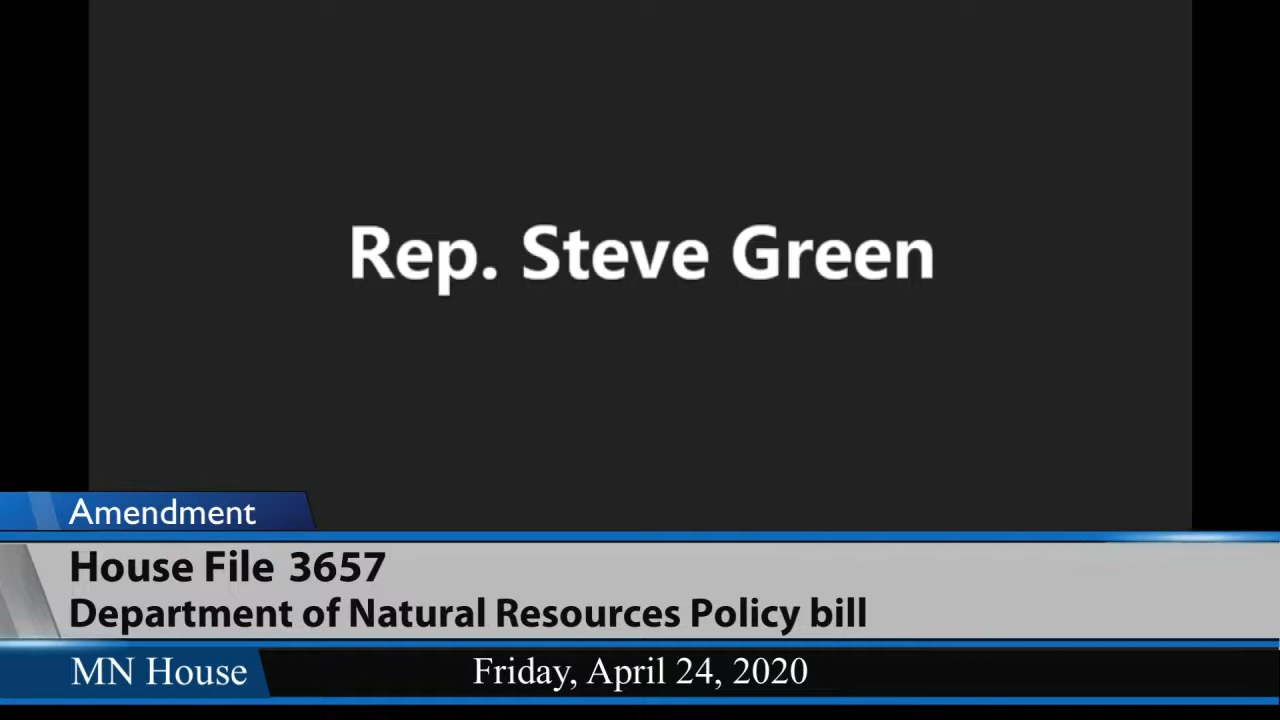 Rep. Steve Green
Amendment
House File 3657
Department of Natural Resources Policy bill
MN House
Friday, April 24, 2020